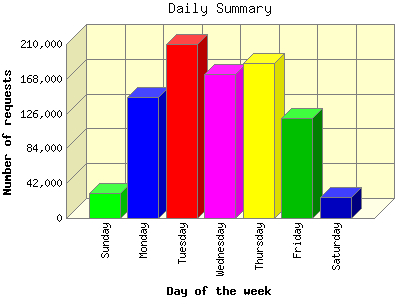 Daily Summary
Number of requests
210,000
168,000
126,000
84,000
42,000
0
Sunday
Monday
Tuesday
Wednesday
Thursday
Friday
Saturday
Day of the week